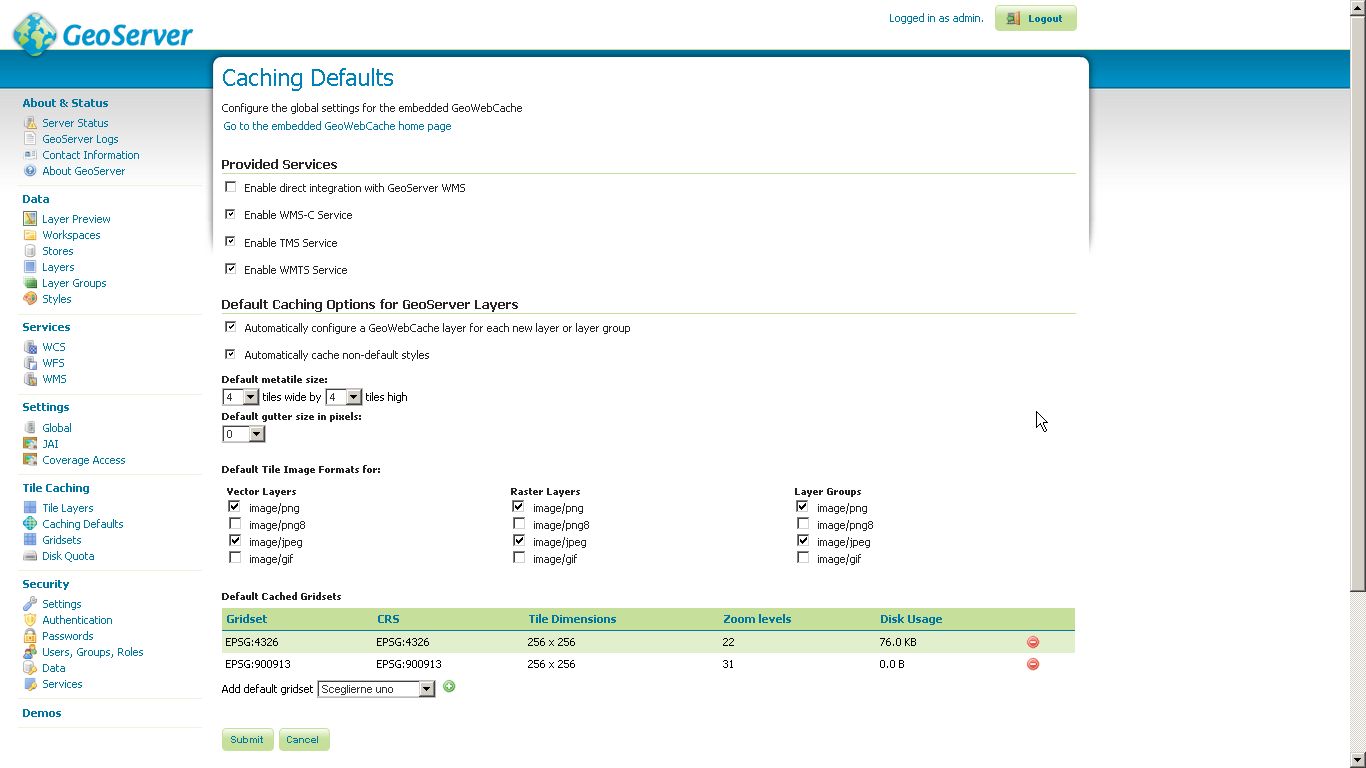 GeoServer
Logged in as admin.
Logout
About & Status
Server Status
GeoServer Logs
Contact Information
About GeoServer
Data
Layer Preview
Workspaces
Stores
Layers
Layer Groups
Styles
Services
WCS
WFS
WMS
Settings
Global
JAI
Coverage Access
Tile Caching
Tile Layers
Caching Defaults
Gridsets
Disk Quota
Security
Settings
Authentication
Passwords
Users, Groups, Roles
Data
Services
Demos
Caching Defaults
Configure the global settings for the embedded GeoWebCache
Go to the embedded GeoWebCache home page
Provided Services
Enable direct integration with GeoServer WMS
Enable WMS-C Service
Enable TMS Service
Enable WMTS Service
Default Caching Options for GeoServer Layers
Automatically configure a GeoWebCache layer for each new layer or layer group
Automatically cache non-default styles
Default metatile size:
4 tiles wide by 4 tiles high
Default gutter size in pixels:
0
Default Tile Image Formats for:
Vector Layers Raster Layers Layer Groups
image/png image/png image/png
image/png8 image/png8 image/png8
image/jpeg image/jpeg image/jpeg
image/gif image/gif image/gif
Default Cached Gridsets
Gridset CRS Tile Dimensions Zoom levels Disk Usage
EPSG:4326 EPSG:4326 256 x 256 22 76.0 KB
EPSG:900913 EPSG:900913 256 x 256 31 0.0 B
Add default gridset Sceglierne uno
Submit Cancel